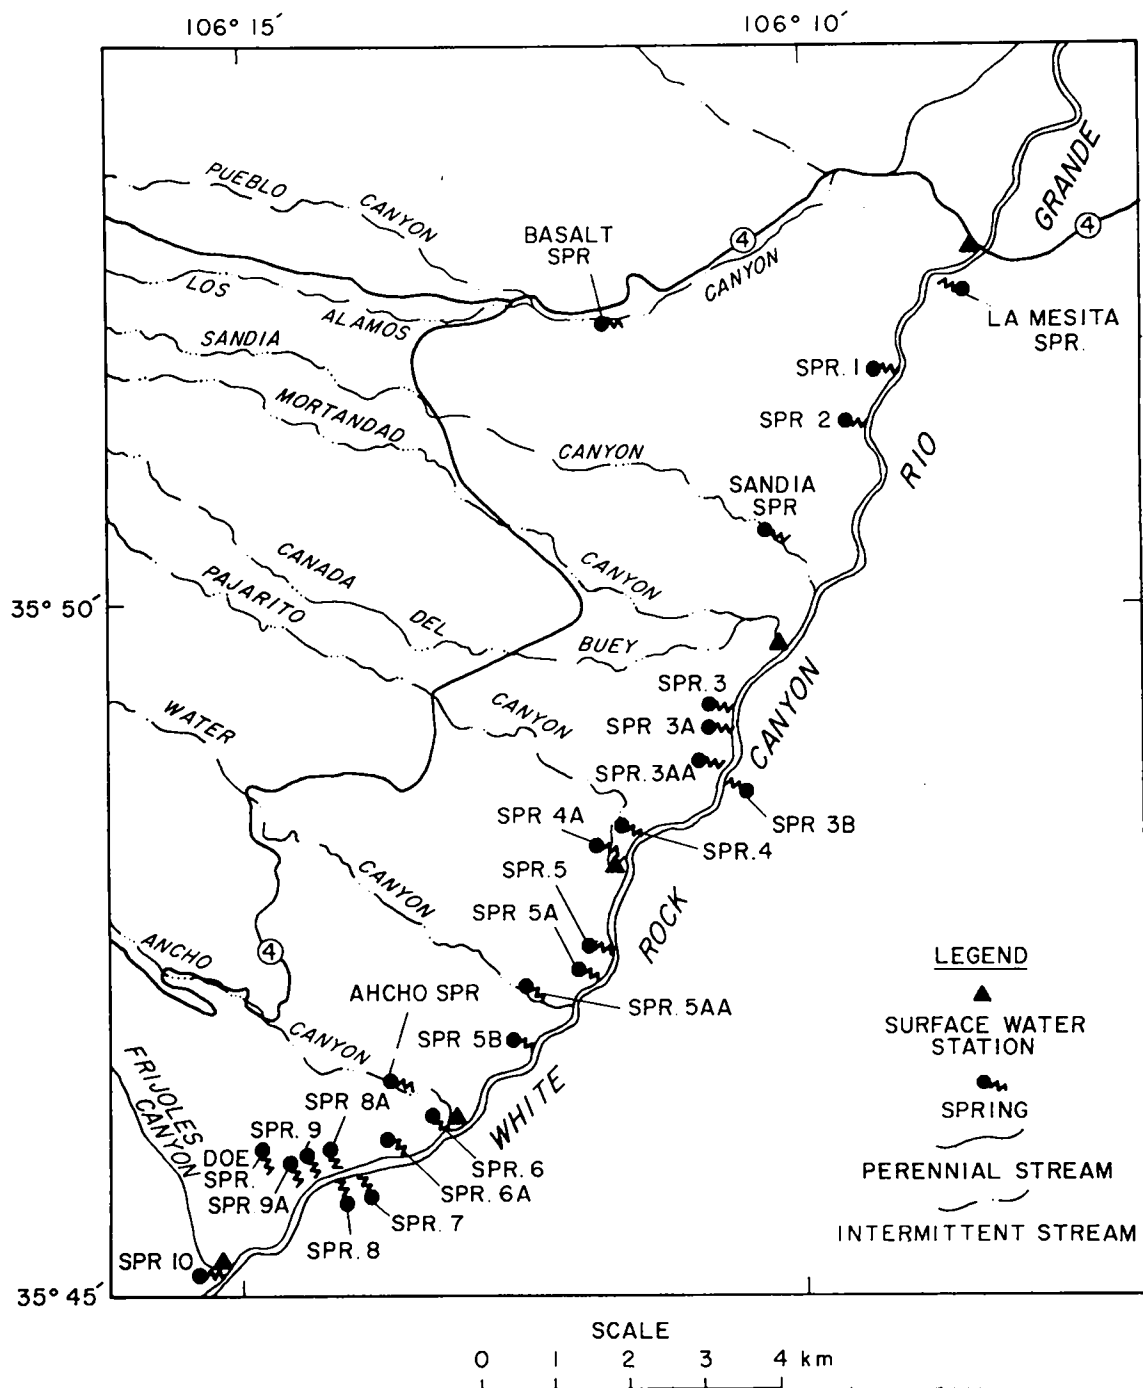 106° 15′
106° 10′
PUEBLO
CANYON
GRANDE
BASALT
SPR
4
4
CANYON
LOS
ALAMOS
LA MESITA
SPR.
SANDIA
SPR. 1
MORTANDAD
SPR 2
CANYON
RIO
SANDIA
SPR
CANADA
CANYON
PAJARITO
35° 50′
DEL
BUEY
SPR. 3
CANYON
WATER
SPR 3A
CANYON
SPR. 3AA
SPR 3B
SPR 4A
SPR. 4
CANYON
SPR. 5
SPR 5A
ROCK
ANCHO
4
LEGEND
AHCHO SPR
SPR. 5AA
SURFACE WATER
STATION
CANYON
SPR 5B
FRIJOLES
CANYON
SPR 8A
WHITE
SPRING
SPR. 9
DOE
SPR.
SPR. 6
PERENNIAL STREAM
SPR. 9A
SPR. 6A
SPR. 7
INTERMITTENT STREAM
SPR. 8
SPR 10
35° 45′
SCALE
0 1 2 3 4 km